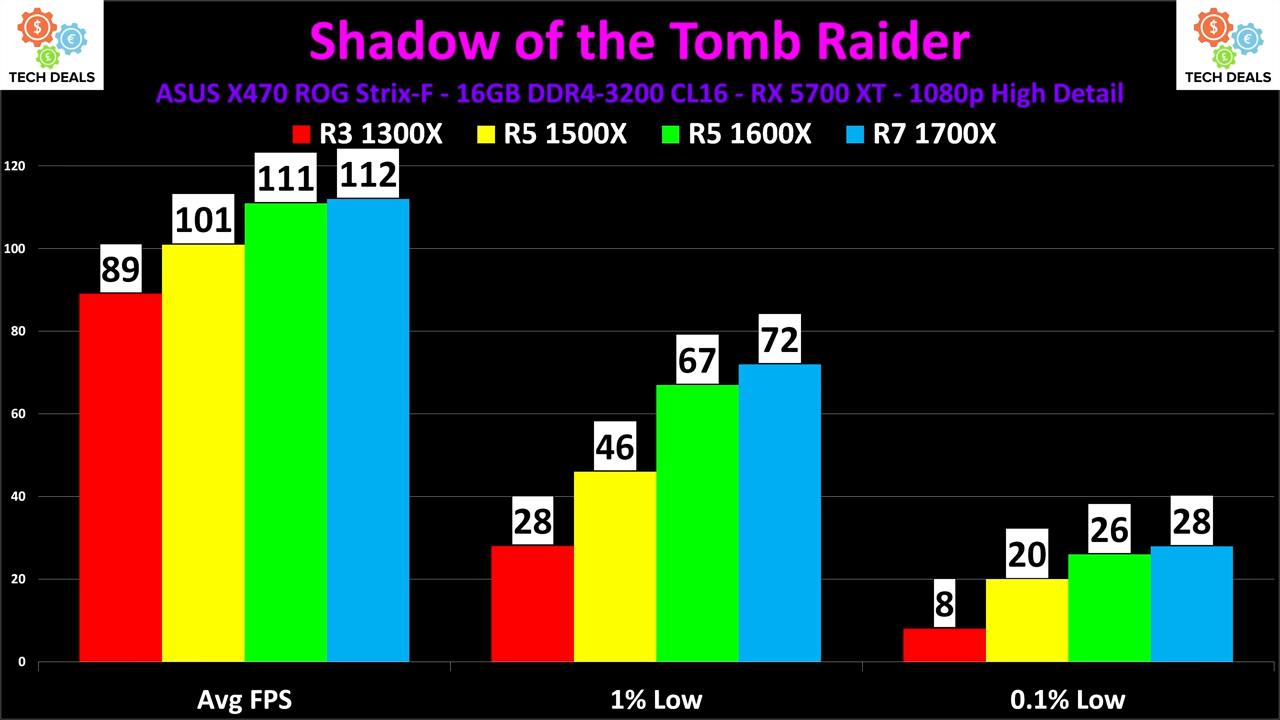 Shadow of the Tomb Raider
ASUS X470 ROG Strix-F - 16GB DDR4-3200 CL16 - RX 5700 XT - 1080p High Detail
$ € €
TECH DEALS
$ € €
TECH DEALS
R3 1300X R5 1500X R5 1600X R7 1700X
120
100
80
60
40
20
0
89 101 111 112
28 46 67 72
8 20 26 28
Avg FPS 1% Low 0.1% Low